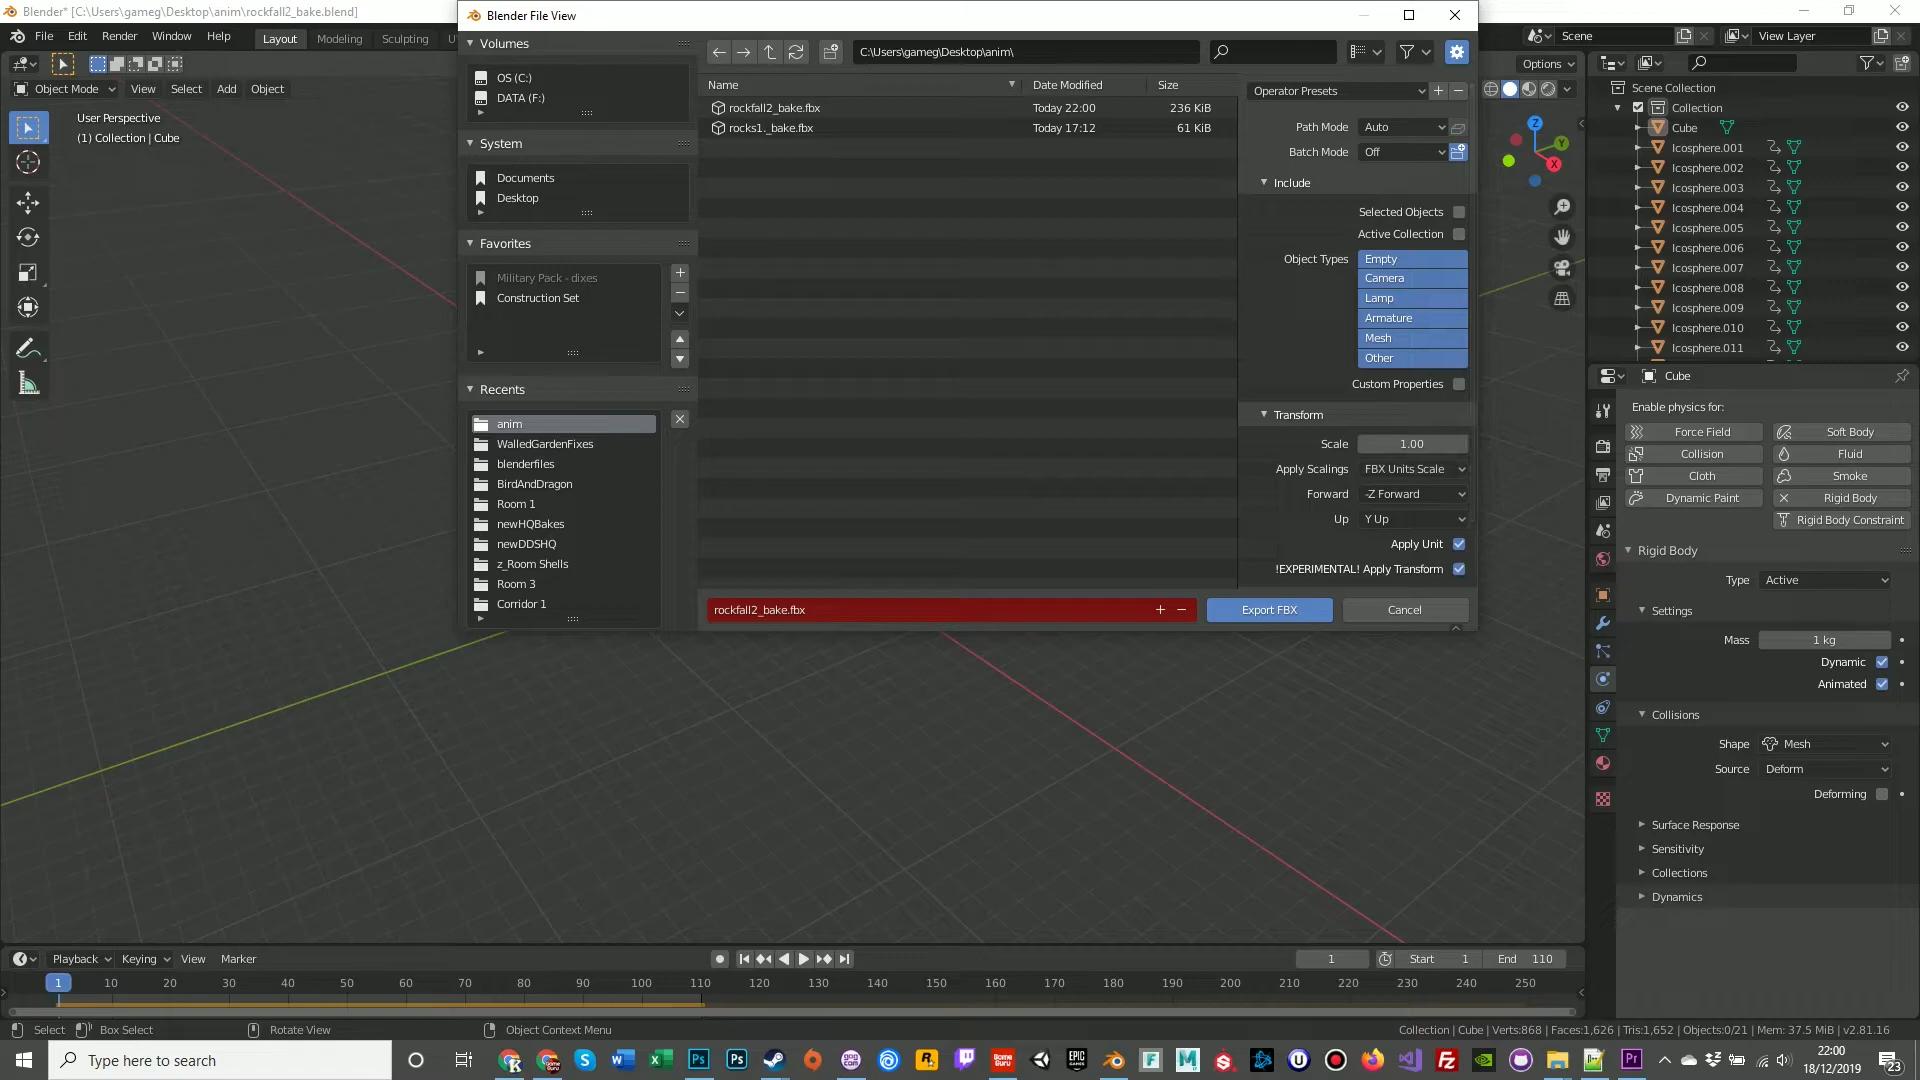 Blender* [C:\Users\gameg\Desktop\anim\rockfall2_bake.blend]
Blender File View
File Edit Render Window Help Layout Modeling Sculpting U
Scene View Layer
Object Mode View Select Add Object
Options
User Perspective
(1) Collection | Cube
Volumes
OS (C:)
DATA (F:)
System
Documents
Desktop
Favorites
Military Pack - dixes
Construction Set
Recents
anim
WalledGardenFixes
blenderfiles
BirdAndDragon
Room 1
newHQBakes
newDDSHQ
z_Room Shells
Room 3
Corridor 1
C:\Users\gameg\Desktop\anim\
Name Date Modified Size
rockfall2_bake.fbx Today 22:00 236 KiB
rocks1._bake.fbx Today 17:12 61 KiB
rockfall2_bake.fbx
Export FBX Cancel
Operator Presets
Path Mode Auto
Batch Mode Off
Include
Selected Objects
Active Collection
Object Types Empty
Camera
Lamp
Armature
Mesh
Other
Custom Properties
Transform
Scale 1.00
Apply Scalings FBX Units Scale
Forward -Z Forward
Up Y Up
Apply Unit
!EXPERIMENTAL! Apply Transform
Z
Y
X
Scene Collection
Collection
Cube
Icosphere.001
Icosphere.002
Icosphere.003
Icosphere.004
Icosphere.005
Icosphere.006
Icosphere.007
Icosphere.008
Icosphere.009
Icosphere.010
Icosphere.011
Cube
Enable physics for:
Force Field Soft Body
Collision Fluid
Cloth Smoke
Dynamic Paint Rigid Body
Rigid Body Constraint
Rigid Body
Type Active
Settings
Mass 1 kg
Dynamic
Animated
Collisions
Shape Mesh
Source Deform
Deforming
Surface Response
Sensitivity
Collections
Dynamics
Playback Keying View Marker
1 Start 1 End 110
1 10 20 30 40 50 60 70 80 90 100 110 120 130 140 150 160 170 180 190 200 210 220 230 240 250
Select Box Select Rotate View Object Context Menu
Collection | Cube | Verts:868 | Faces:1,626 | Tris:1,652 | Objects:0/21 | Mem: 37.5 MiB | v2.81.16
Type here to search
22:00
18/12/2019
23